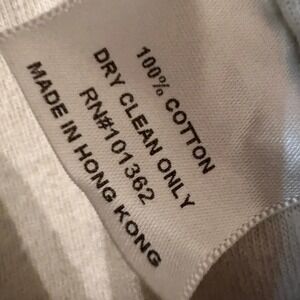 100% COTTON
DRY CLEAN ONLY
RN#101362
MADE IN HONG KONG